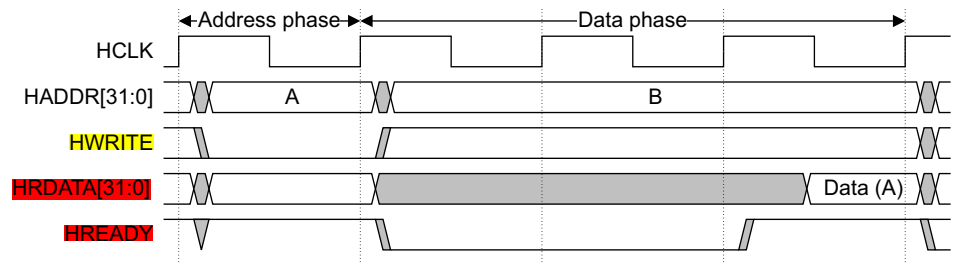 Address phase Data phase
HCLK
HADDR[31:0] A B
HWRITE
HRDATA[31:0] Data (A)
HREADY